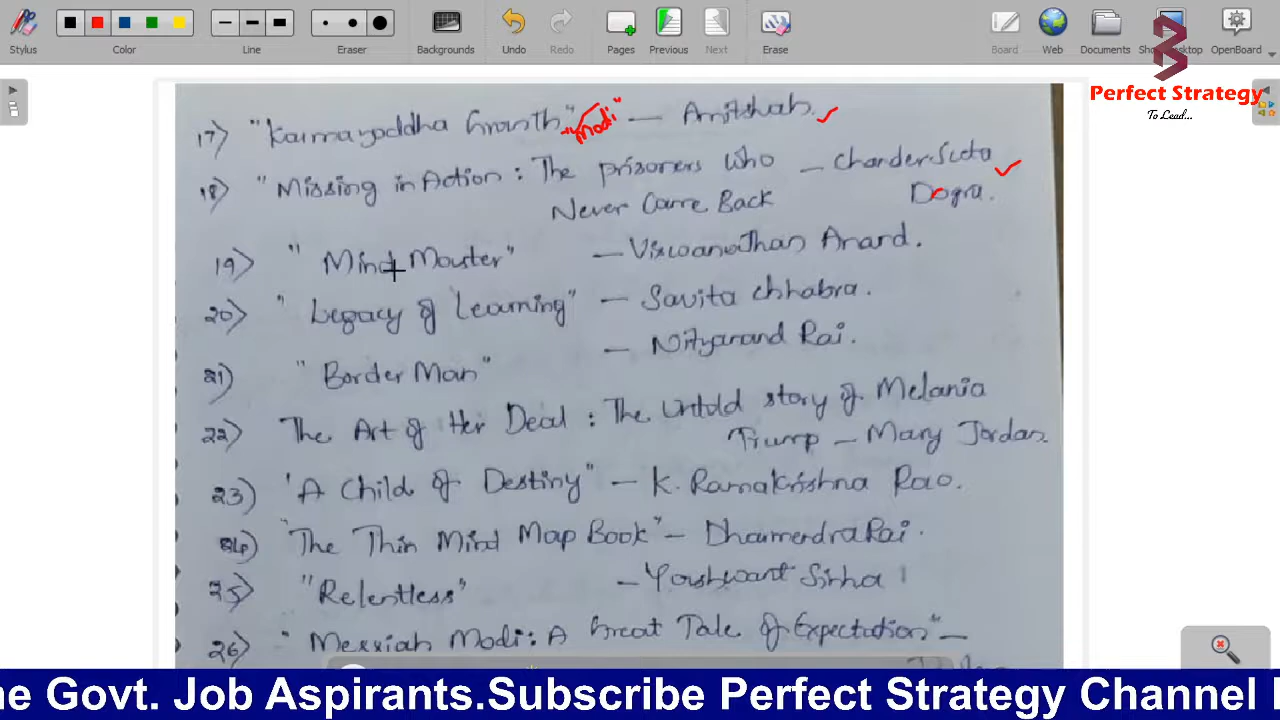 Stylus
Color
Line
Eraser
Backgrounds
Undo
Redo
Pages
Previous
Next
Erase
Board
Web
Documents
Show Desktop
OpenBoard
Perfect Strategy
To Lead...
17) "Karmayoddha Granth" "Modi" — Amitshah.
18) "Missing in Action : The prisoners who — Chander Suta
Never Came Back Dogra.
19) "Mind Master" — Viswanathan Anand.
20) "Legacy of Learning" — Savita Chhabra.
21) "Border Man" — Nityanand Rai.
22) The Art of Her Deal : The Untold story of Melania
Trump — Mary Jordan.
23) 'A Child of Destiny" — K. Ramakrishna Rao.
24) "The Thin Mind Map Book" — Dharmendra Rai.
25) "Relentless" — Yashwant Sinha
26) " Messiah Modi : A Great Tale of Expectation" —
he Govt. Job Aspirants.Subscribe Perfect Strategy Channel